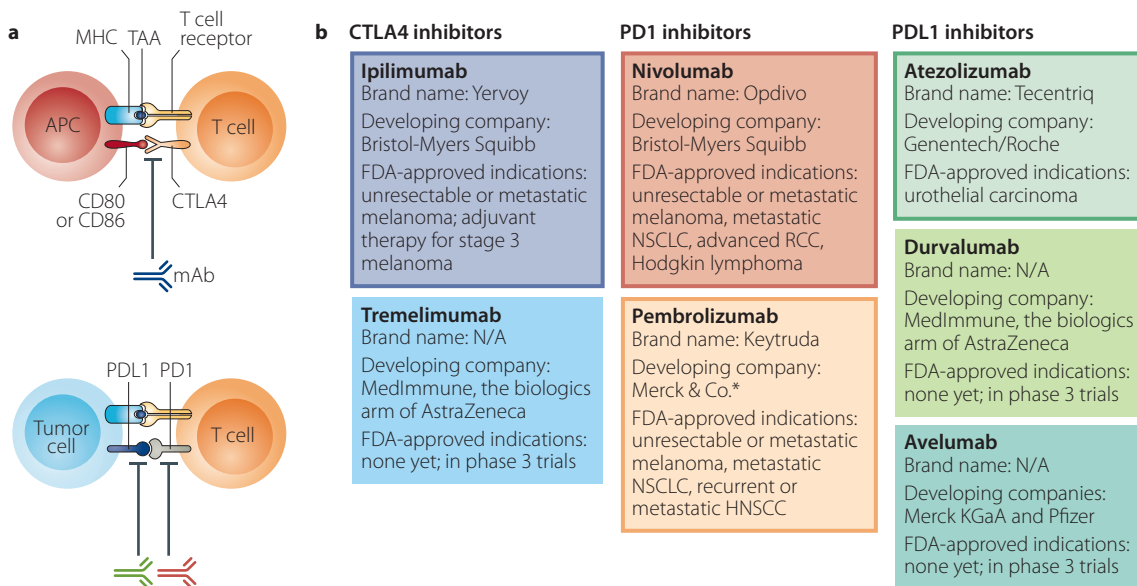 a
MHC TAA
T cell
receptor
APC
T cell
CD80
or CD86
CTLA4
mAb
PDL1 PD1
Tumor
cell
T cell
b
CTLA4 inhibitors
Ipilimumab
Brand name: Yervoy
Developing company:
Bristol-Myers Squibb
FDA-approved indications:
unresectable or metastatic
melanoma; adjuvant
therapy for stage 3
melanoma
Tremelimumab
Brand name: N/A
Developing company:
MedImmune, the biologics
arm of AstraZeneca
FDA-approved indications:
none yet; in phase 3 trials
PD1 inhibitors
Nivolumab
Brand name: Opdivo
Developing company:
Bristol-Myers Squibb
FDA-approved indications:
unresectable or metastatic
melanoma, metastatic
NSCLC, advanced RCC,
Hodgkin lymphoma
Pembrolizumab
Brand name: Keytruda
Developing company:
Merck & Co.*
FDA-approved indications:
unresectable or metastatic
melanoma, metastatic
NSCLC, recurrent or
metastatic HNSCC
PDL1 inhibitors
Atezolizumab
Brand name: Tecentriq
Developing company:
Genentech/Roche
FDA-approved indications:
urothelial carcinoma
Durvalumab
Brand name: N/A
Developing company:
MedImmune, the biologics
arm of AstraZeneca
FDA-approved indications:
none yet; in phase 3 trials
Avelumab
Brand name: N/A
Developing companies:
Merck KGaA and Pfizer
FDA-approved indications:
none yet; in phase 3 trials